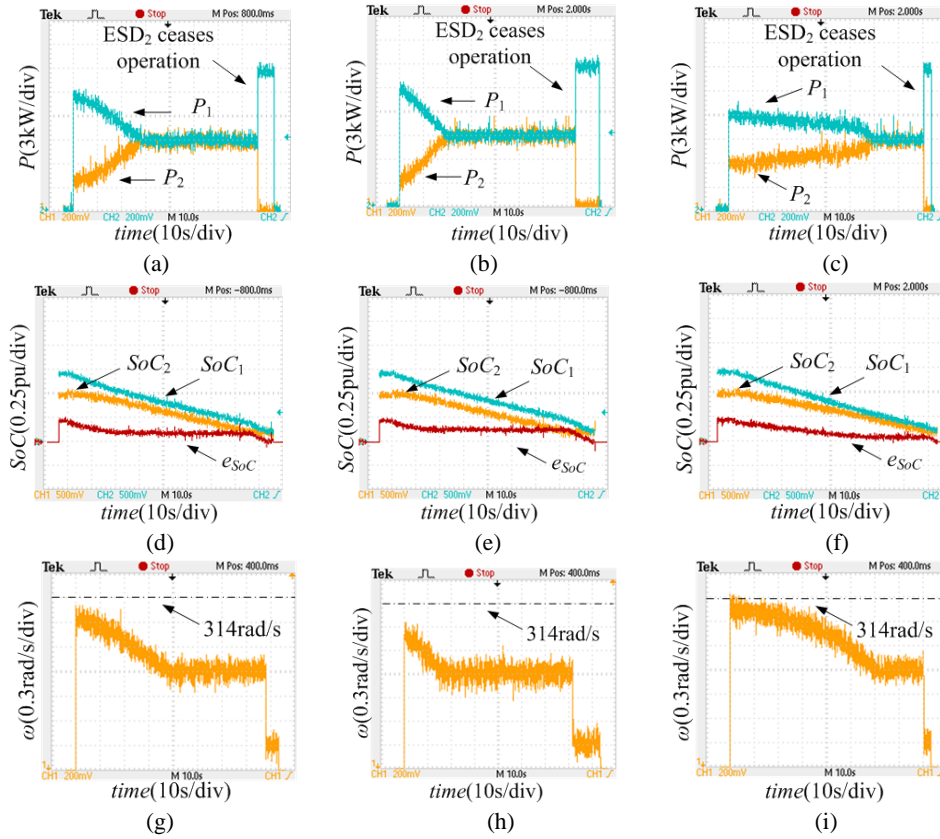 Tek Stop M Pos: 800.0ms
ESD2 ceases operation
P1
P2
P(3kW/div)
CH1 200mV CH2 200mV M 10.0s CH2
time(10s/div)
(a)
Tek Stop M Pos: 2.000s
ESD2 ceases operation
P1
P2
P(3kW/div)
CH1 200mV CH2 200mV M 10.0s CH2
time(10s/div)
(b)
Tek Stop M Pos: 2.000s
ESD2 ceases operation
P1
P2
P(3kW/div)
CH1 200mV CH2 200mV M 10.0s CH2
time(10s/div)
(c)
Tek Stop M Pos: -800.0ms
SoC2 SoC1
eSoC
SoC(0.25pu/div)
CH1 500mV CH2 500mV M 10.0s CH2
time(10s/div)
(d)
Tek Stop M Pos: -800.0ms
SoC2 SoC1
eSoC
SoC(0.25pu/div)
CH1 500mV CH2 500mV M 10.0s CH2
time(10s/div)
(e)
Tek Stop M Pos: 2.000s
SoC2 SoC1
eSoC
SoC(0.25pu/div)
CH1 500mV CH2 500mV M 10.0s CH2
time(10s/div)
(f)
Tek Stop M Pos: 400.0ms
314rad/s
ω(0.3rad/s/div)
CH1 200mV M 10.0s CH1
time(10s/div)
(g)
Tek Stop M Pos: 400.0ms
314rad/s
ω(0.3rad/s/div)
CH1 200mV M 10.0s CH1
time(10s/div)
(h)
Tek Stop M Pos: 400.0ms
314rad/s
ω(0.3rad/s/div)
CH1 200mV M 10.0s CH1
time(10s/div)
(i)